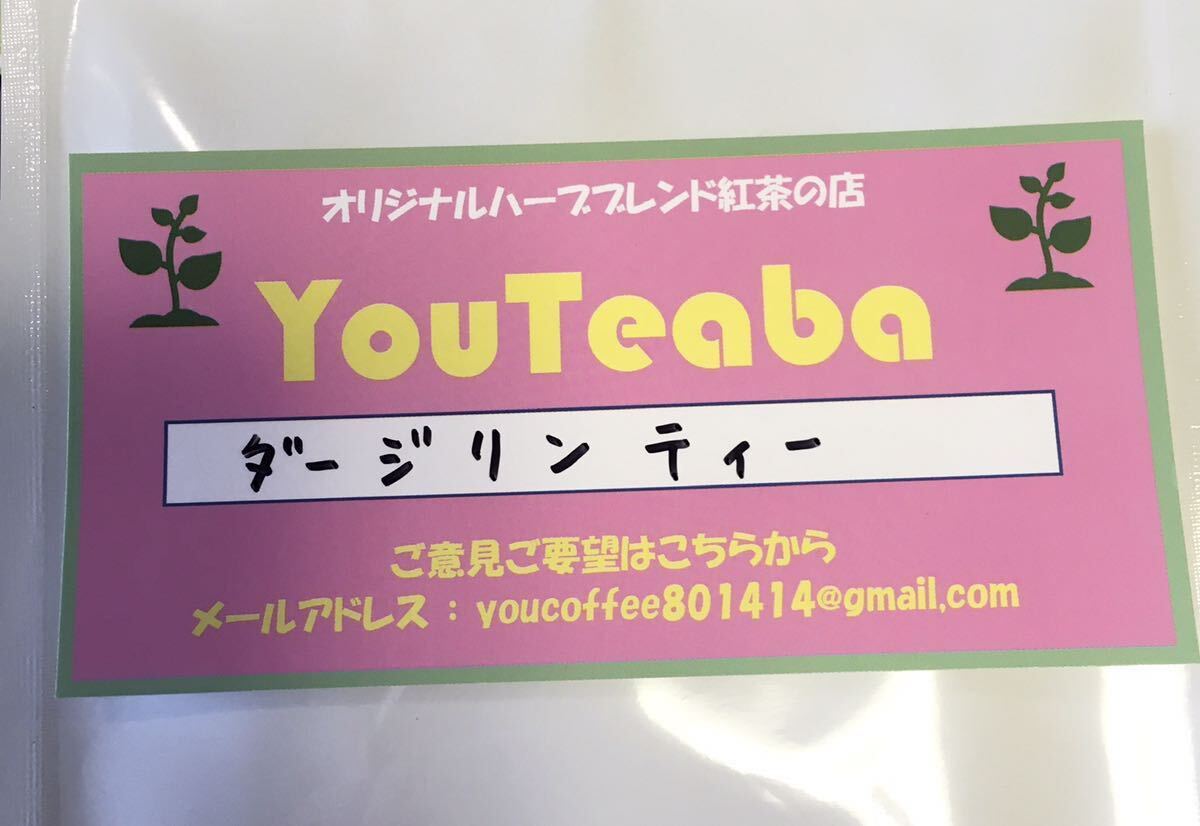 オリジナルハーブブレンド紅茶の店
YouTeaba
ダージリンティー
ご意見ご要望はこちらから
メールアドレス：youcoffee801414@gmail,com